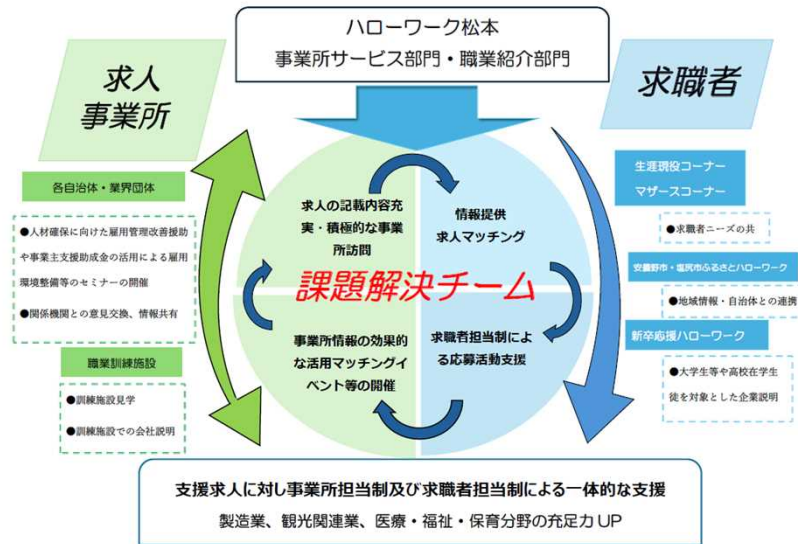 ハローワーク松本
事業所サービス部門・職業紹介部門
求人
事業所
求職者
各自治体・業界団体
●人材確保に向けた雇用管理改善援助
や事業主支援助成金の活用による雇用
環境整備等のセミナーの開催
●関係機関との意見交換、情報共有
職業訓練施設
●訓練施設見学
●訓練施設での会社説明
求人の記載内容充
実・積極的な事業
所訪問
情報提供
求人マッチング
課題解決チーム
事業所情報の効果的
な活用マッチングイ
ベント等の開催
求職者担当制によ
る応募活動支援
生涯現役コーナー
マザースコーナー
●求職者ニーズの共
安曇野市・塩尻市ふるさとハローワーク
●地域情報・自治体との連携
新卒応援ハローワーク
●大学生等や高校在学生
徒を対象とした企業説明
支援求人に対し事業所担当制及び求職者担当制による一体的な支援
製造業、観光関連業、医療・福祉・保育分野の充足力 UP